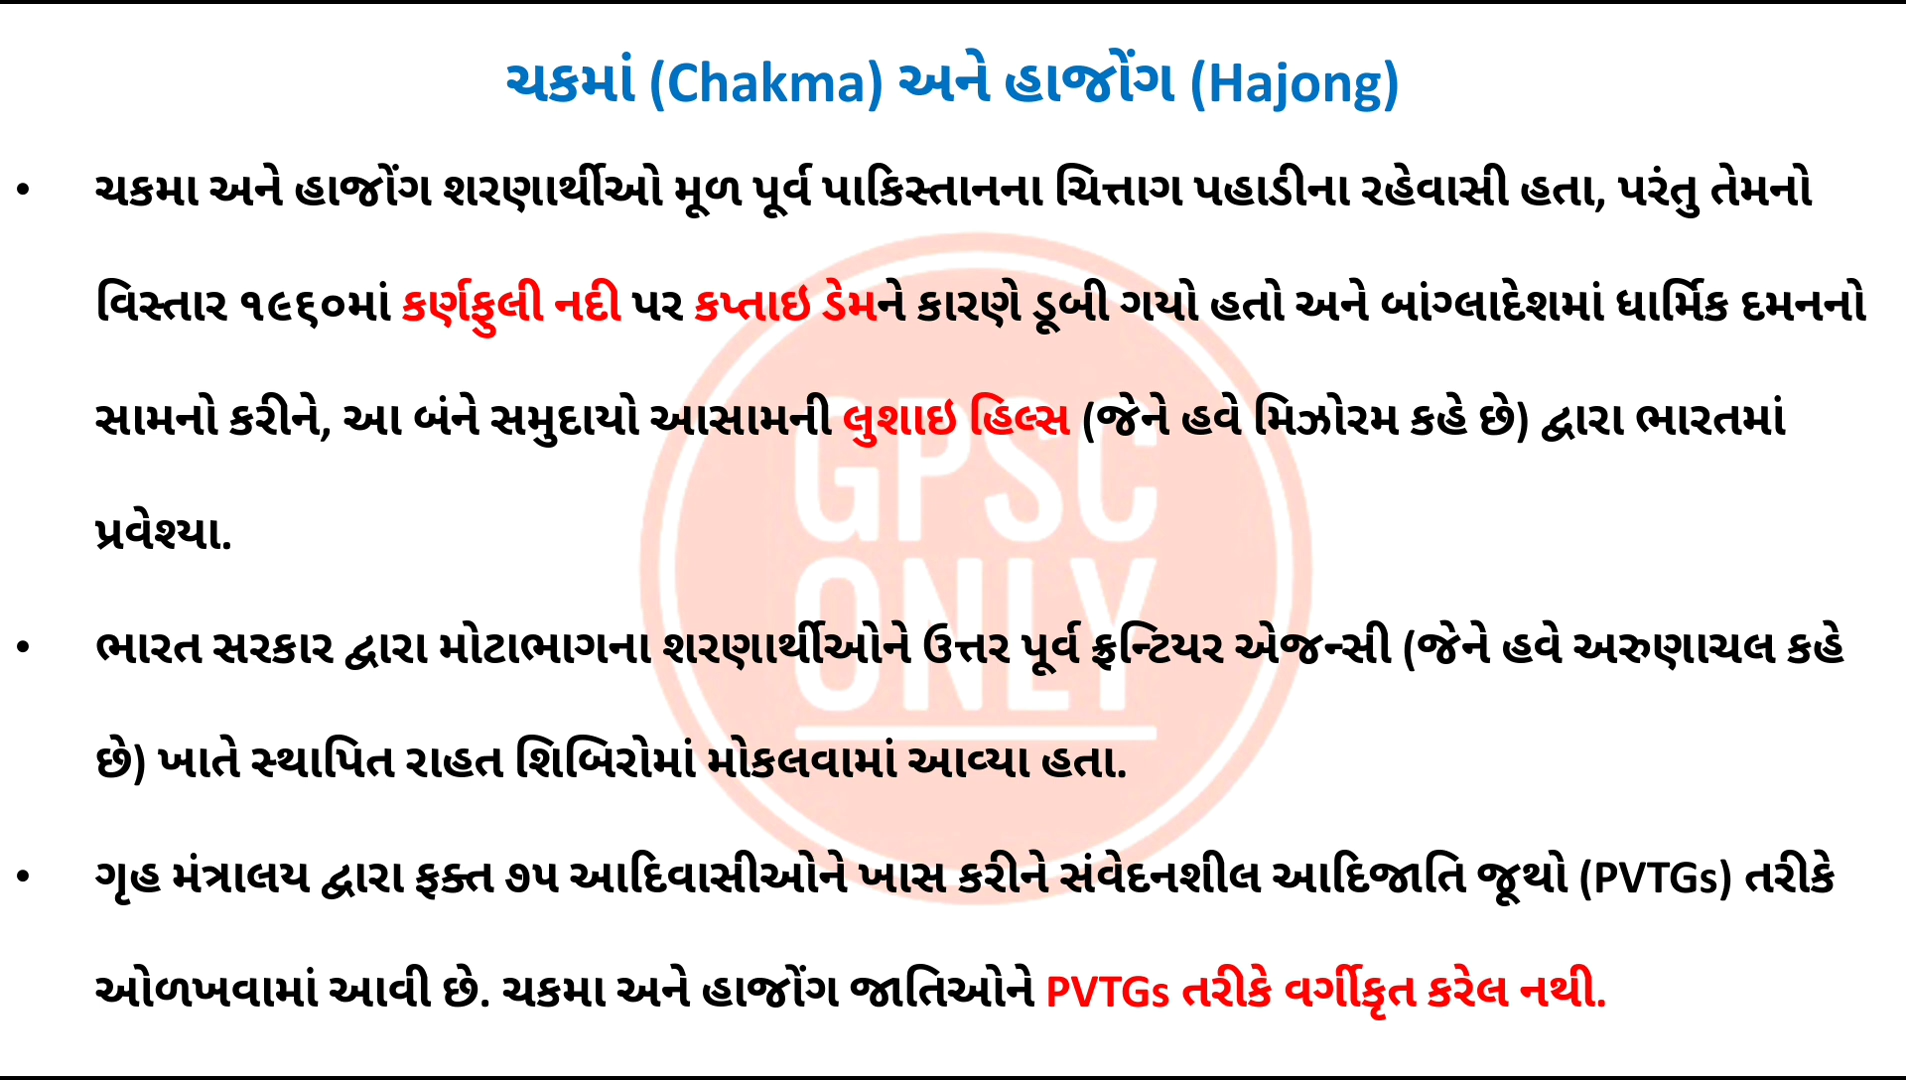 ચકમાં (Chakma) અને હાજોંગ (Hajong)
• ચકમા અને હાજોંગ શરણાર્થીઓ મૂળ પૂર્વ પાકિસ્તાનના ચિત્તાગ પહાડીના રહેવાસી હતા, પરંતુ તેમનો
વિસ્તાર ૧૯૬૦માં કર્ણફુલી નદી પર કપ્તાઇ ડેમને કારણે ડૂબી ગયો હતો અને બાંગ્લાદેશમાં ધાર્મિક દમનનો
સામનો કરીને, આ બંને સમુદાયો આસામની લુશાઇ હિલ્સ (જેને હવે મિઝોરમ કહે છે) દ્વારા ભારતમાં
પ્રવેશ્યા.
• ભારત સરકાર દ્વારા મોટાભાગના શરણાર્થીઓને ઉત્તર પૂર્વ ફ્રન્ટિયર એજન્સી (જેને હવે અરુણાચલ કહે
છે) ખાતે સ્થાપિત રાહત શિબિરોમાં મોકલવામાં આવ્યા હતા.
• ગૃહ મંત્રાલય દ્વારા ફક્ત ૭૫ આદિવાસીઓને ખાસ કરીને સંવેદનશીલ આદિજાતિ જૂથો (PVTGs) તરીકે
ઓળખવામાં આવી છે. ચકમા અને હાજોંગ જાતિઓને PVTGs તરીકે વર્ગીકૃત કરેલ નથી.
GPSC
ONLY